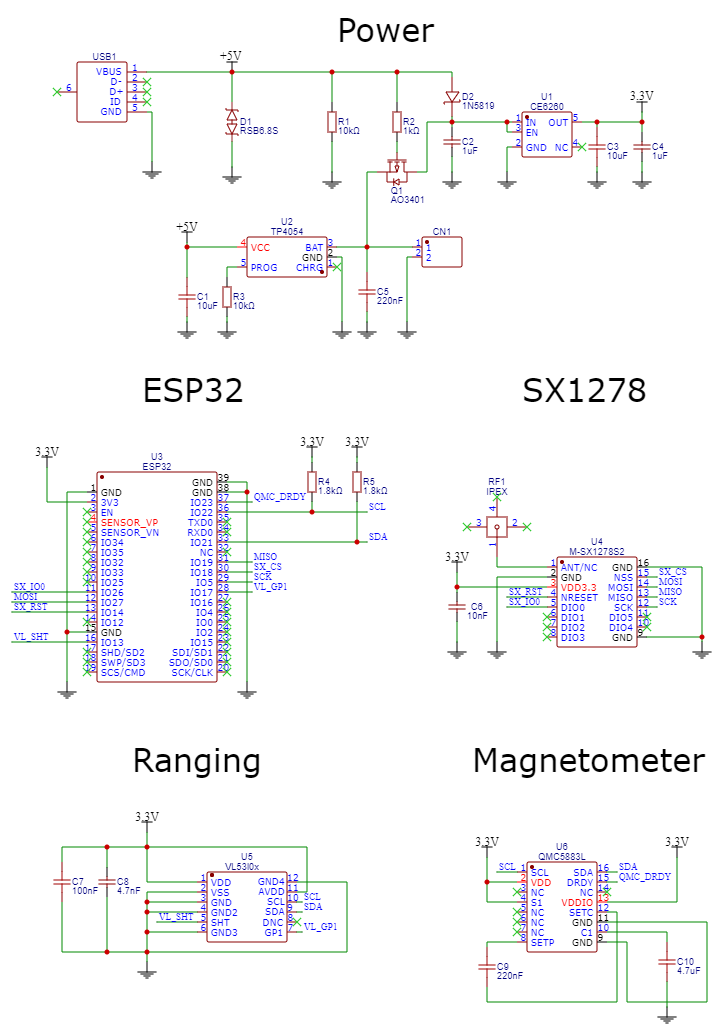 Power
USB1
VBUS 1
D- 2
D+ 3
ID 4
GND 5
6
+5V
D1
RSB6.8S
R1
10kΩ
R2
1kΩ
Q1
AO3401
D2
1N5819
C2
1uF
U1
CE6260
1 IN OUT 5
3 EN
2 GND NC 4
C3
10uF
3.3V
C4
1uF
+5V
C1
10uF
R3
10kΩ
U2
TP4054
4 VCC BAT 3
GND 2
5 PROG CHRG 1
C5
220nF
CN1
1 1
2 2
ESP32
3.3V
U3
ESP32
GND 39
1 GND GND 38
2 3V3 IO23 37 QMC_DRDY
3 EN IO22 36 SCL
4 SENSOR_VP TXD0 35
5 SENSOR_VN RXD0 34
6 IO34 IO21 33 SDA
7 IO35 NC 32
8 IO32 IO19 31 MISO
9 IO33 IO18 30 SX_CS
10 IO25 IO5 29 SCK
SX_IO0 11 IO26 IO17 28 VL_GP1
MOSI 12 IO27 IO16 27
SX_RST 13 IO14 IO4 26
14 IO12 IO0 25
15 GND IO2 24
VL_SHT 16 IO13 IO15 23
17 SHD/SD2 SDI/SD1 22
18 SWP/SD3 SDO/SD0 21
19 SCS/CMD SCK/CLK 20
3.3V
R4
1.8kΩ
3.3V
R5
1.8kΩ
SX1278
RF1
IREX
4
3 2
1
3.3V
C6
10nF
U4
M-SX1278S2
1 ANT/NC GND 16
2 GND NSS 15 SX_CS
3 VDD3.3 MOSI 14 MOSI
SX_RST 4 NRESET MISO 13 MISO
SX_IO0 5 DIO0 SCK 12 SCK
6 DIO1 DIO5 11
7 DIO2 DIO4 10
8 DIO3 GND 9
Ranging
3.3V
C7
100nF
C8
4.7nF
U5
VL53l0x
1 VDD GND4 12
2 VSS AVDD 11
3 GND SCL 10 SCL
4 GND2 SDA 9 SDA
VL_SHT 5 SHT DNC 8
6 GND3 GP1 7 VL_GP1
Magnetometer
3.3V
U6
QMC5883L
SCL 1 SCL SDA 16 SDA
2 VDD DRDY 15 QMC_DRDY
3 NC NC 14
4 S1 VDDIO 13
5 NC SETC 12
6 NC GND 11
7 NC C1 10
8 SETP GND 9
3.3V
C9
220nF
C10
4.7uF